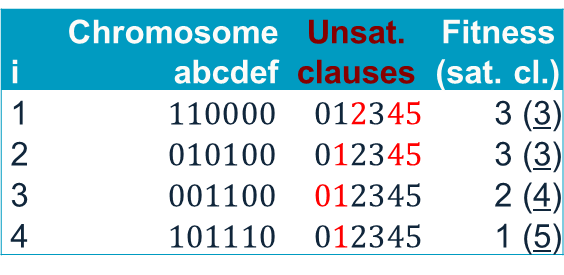 Chromosome Unsat. Fitness
i abcdef clauses (sat. cl.)
1 110000 012345 3 (3)
2 010100 012345 3 (3)
3 001100 012345 2 (4)
4 101110 012345 1 (5)